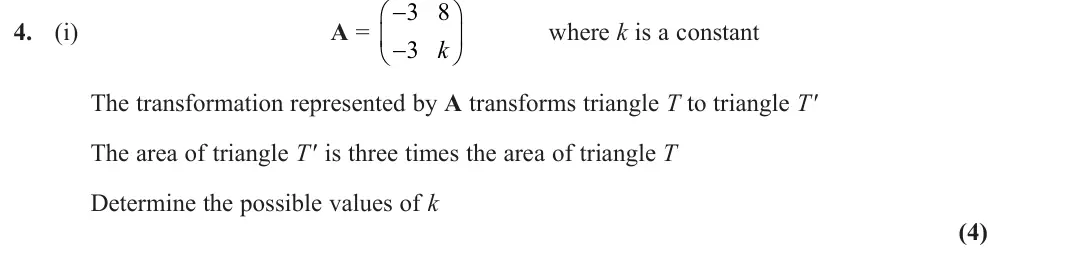 4. (i) A = (−3 8
−3 k) where k is a constant
The transformation represented by A transforms triangle T to triangle T′
The area of triangle T′ is three times the area of triangle T
Determine the possible values of k
(4)